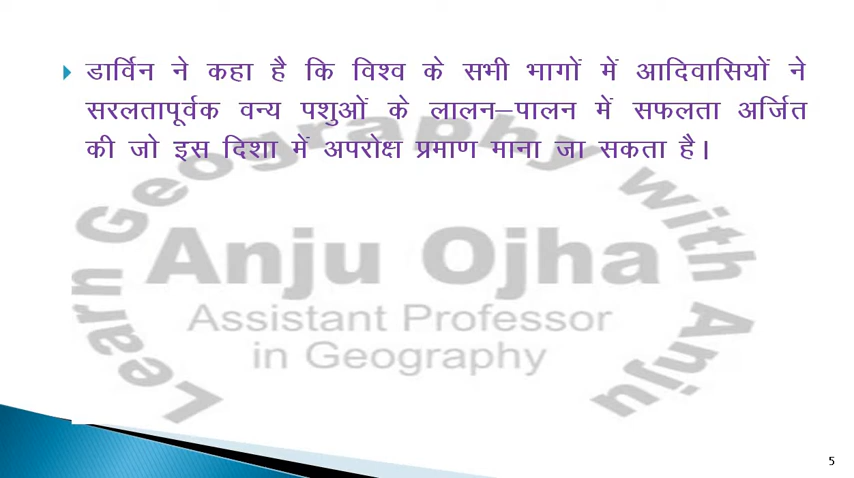 डार्विन ने कहा है कि विश्व के सभी भागों में आदिवासियों ने
सरलतापूर्वक वन्य पशुओं के लालन–पालन में सफलता अर्जित
की जो इस दिशा में अपरोक्ष प्रमाण माना जा सकता है।
Learn Geography with Anju
Anju Ojha
Assistant Professor
in Geography
5